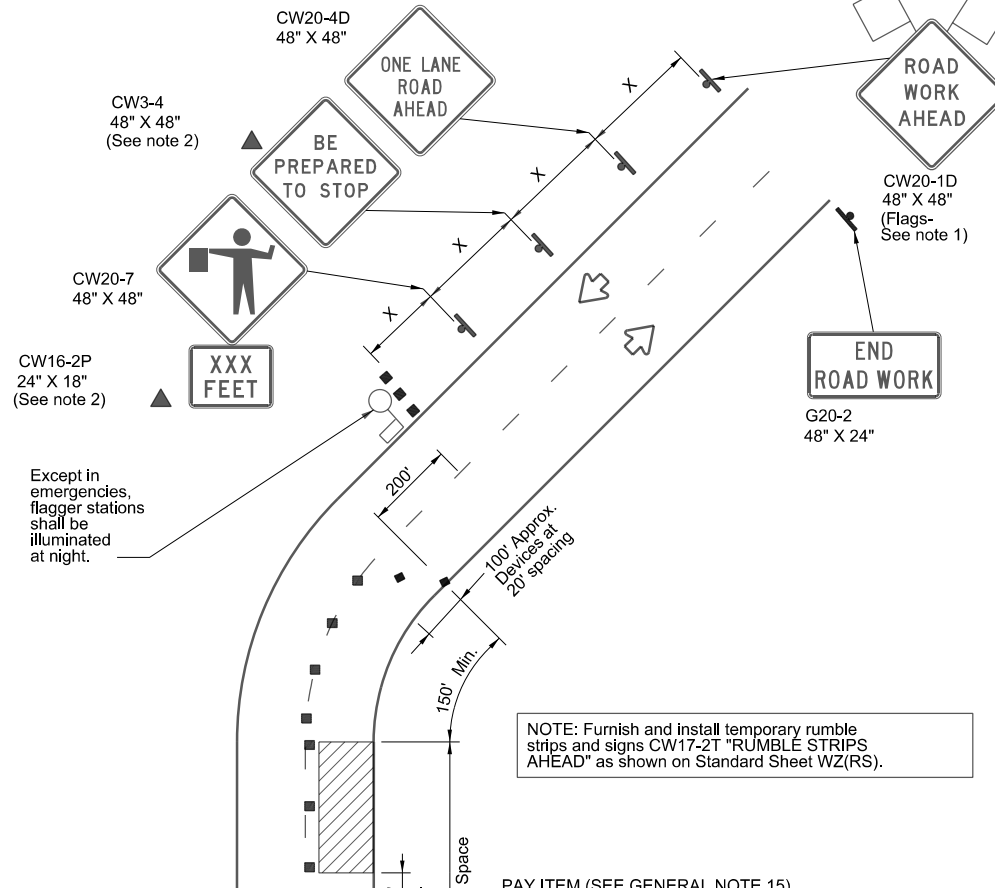 CW20-4D
48" X 48"
ONE LANE
ROAD
AHEAD
ROAD
WORK
AHEAD
CW20-1D
48" X 48"
(Flags-
See note 1)
CW3-4
48" X 48"
(See note 2)
BE
PREPARED
TO STOP
X
X
X
X
CW20-7
48" X 48"
CW16-2P
24" X 18"
(See note 2)
XXX
FEET
END
ROAD WORK
G20-2
48" X 24"
Except in
emergencies,
flagger stations
shall be
illuminated
at night.
200'
100' Approx.
Devices at
20' spacing
150' Min.
NOTE: Furnish and install temporary rumble
strips and signs CW17-2T "RUMBLE STRIPS
AHEAD" as shown on Standard Sheet WZ(RS).
Space
PAY ITEM (SEE GENERAL NOTE 15)